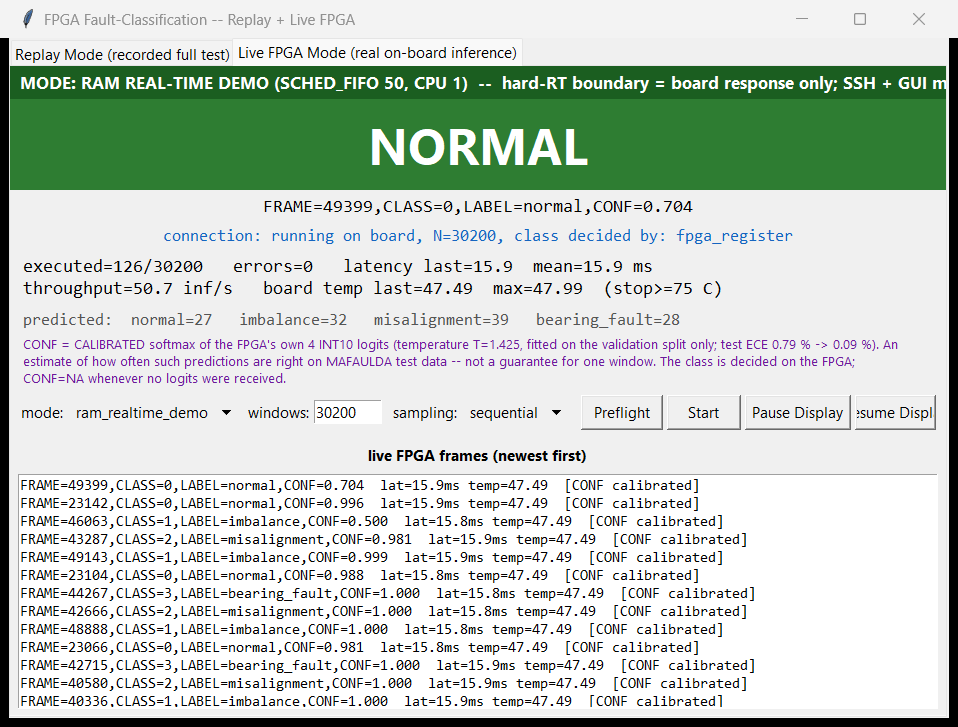 FPGA Fault-Classification -- Replay + Live FPGA
Replay Mode (recorded full test) Live FPGA Mode (real on-board inference)
MODE: RAM REAL-TIME DEMO (SCHED_FIFO 50, CPU 1) -- hard-RT boundary = board response only; SSH + GUI m
NORMAL
FRAME=49399,CLASS=0,LABEL=normal,CONF=0.704
connection: running on board, N=30200, class decided by: fpga_register
executed=126/30200 errors=0 latency last=15.9 mean=15.9 ms
throughput=50.7 inf/s board temp last=47.49 max=47.99 (stop>=75 C)
predicted: normal=27 imbalance=32 misalignment=39 bearing_fault=28
CONF = CALIBRATED softmax of the FPGA's own 4 INT10 logits (temperature T=1.425, fitted on the validation split only; test ECE 0.79 % -> 0.09 %). An
estimate of how often such predictions are right on MAFAULDA test data -- not a guarantee for one window. The class is decided on the FPGA;
CONF=NA whenever no logits were received.
mode: ram_realtime_demo windows: 30200 sampling: sequential Preflight Start Pause Display esume Displ
live FPGA frames (newest first)
FRAME=49399,CLASS=0,LABEL=normal,CONF=0.704 lat=15.9ms temp=47.49 [CONF calibrated]
FRAME=23142,CLASS=0,LABEL=normal,CONF=0.996 lat=15.9ms temp=47.49 [CONF calibrated]
FRAME=46063,CLASS=1,LABEL=imbalance,CONF=0.500 lat=15.8ms temp=47.49 [CONF calibrated]
FRAME=43287,CLASS=2,LABEL=misalignment,CONF=0.981 lat=15.9ms temp=47.49 [CONF calibrated]
FRAME=49143,CLASS=1,LABEL=imbalance,CONF=0.999 lat=15.9ms temp=47.49 [CONF calibrated]
FRAME=23104,CLASS=0,LABEL=normal,CONF=0.988 lat=15.8ms temp=47.49 [CONF calibrated]
FRAME=44267,CLASS=3,LABEL=bearing_fault,CONF=1.000 lat=15.9ms temp=47.49 [CONF calibrated]
FRAME=42666,CLASS=2,LABEL=misalignment,CONF=1.000 lat=15.8ms temp=47.49 [CONF calibrated]
FRAME=48888,CLASS=1,LABEL=imbalance,CONF=1.000 lat=15.8ms temp=47.49 [CONF calibrated]
FRAME=23066,CLASS=0,LABEL=normal,CONF=0.981 lat=15.8ms temp=47.49 [CONF calibrated]
FRAME=42715,CLASS=3,LABEL=bearing_fault,CONF=1.000 lat=15.9ms temp=47.49 [CONF calibrated]
FRAME=40580,CLASS=2,LABEL=misalignment,CONF=1.000 lat=15.9ms temp=47.49 [CONF calibrated]
FRAME=40336,CLASS=1,LABEL=imbalance,CONF=1.000 lat=15.9ms temp=47.49 [CONF calibrated]